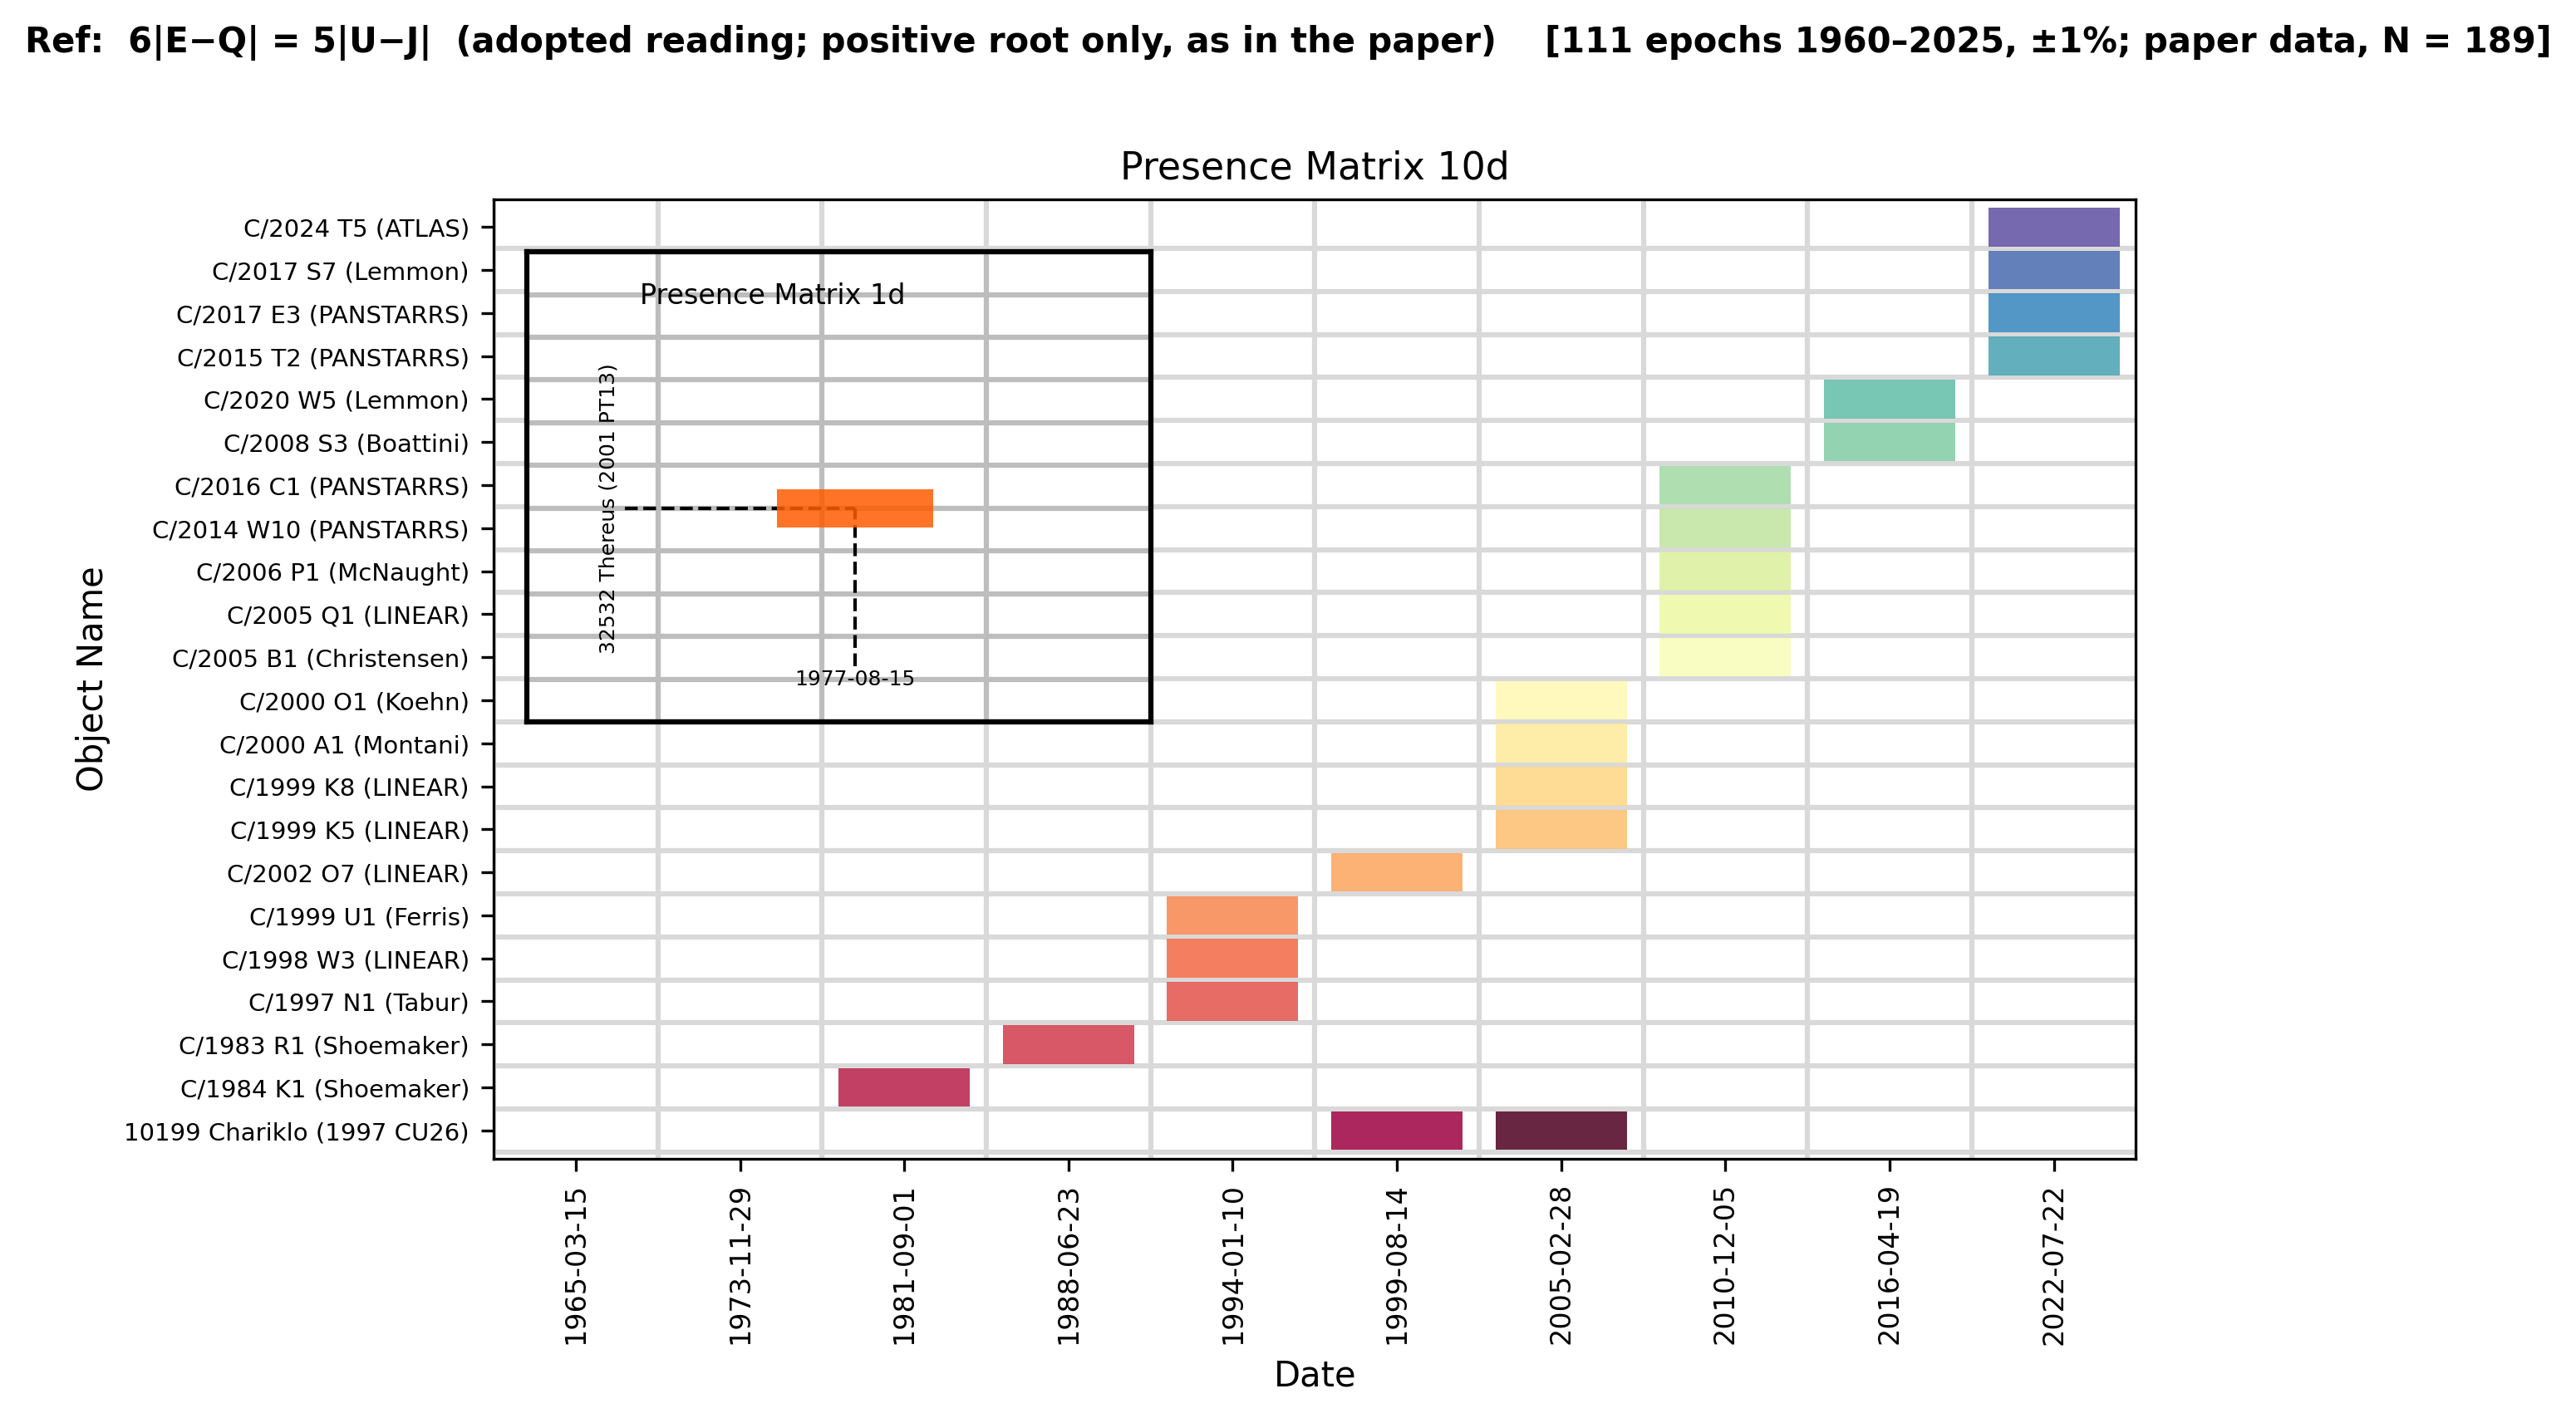 Ref:  6|E−Q| = 5|U−J|  (adopted reading; positive root only, as in the paper)    [111 epochs 1960–2025, ±1%; paper data, N = 189]
Presence Matrix 10d
Object Name
C/2024 T5 (ATLAS)
C/2017 S7 (Lemmon)
C/2017 E3 (PANSTARRS)
C/2015 T2 (PANSTARRS)
C/2020 W5 (Lemmon)
C/2008 S3 (Boattini)
C/2016 C1 (PANSTARRS)
C/2014 W10 (PANSTARRS)
C/2006 P1 (McNaught)
C/2005 Q1 (LINEAR)
C/2005 B1 (Christensen)
C/2000 O1 (Koehn)
C/2000 A1 (Montani)
C/1999 K8 (LINEAR)
C/1999 K5 (LINEAR)
C/2002 O7 (LINEAR)
C/1999 U1 (Ferris)
C/1998 W3 (LINEAR)
C/1997 N1 (Tabur)
C/1983 R1 (Shoemaker)
C/1984 K1 (Shoemaker)
10199 Chariklo (1997 CU26)
Presence Matrix 1d
32532 Thereus (2001 PT13)
1977-08-15
1965-03-15
1973-11-29
1981-09-01
1988-06-23
1994-01-10
1999-08-14
2005-02-28
2010-12-05
2016-04-19
2022-07-22
Date